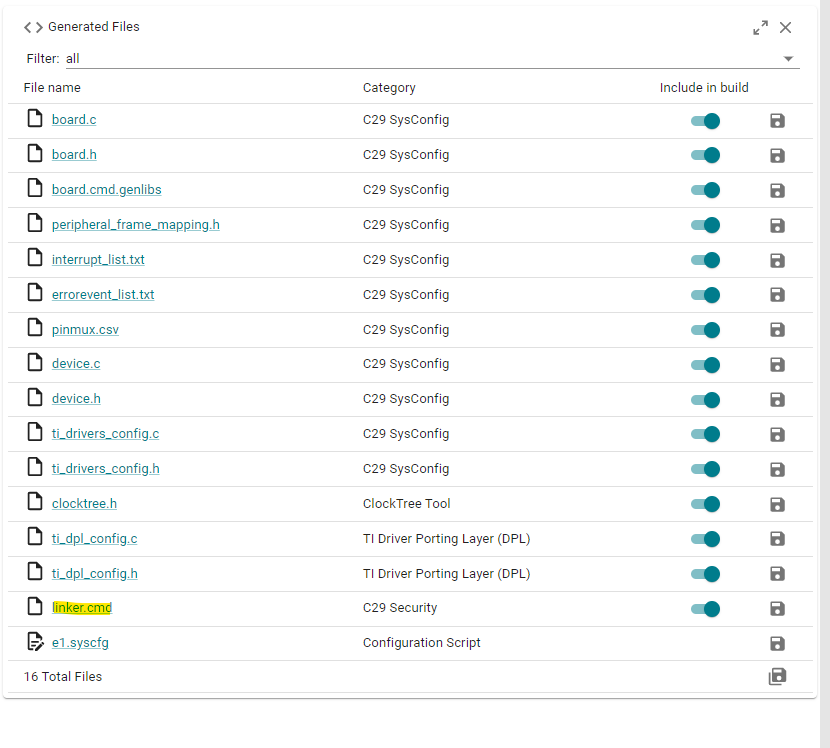 Generated Files
Filter: all
File name Category Include in build
board.c C29 SysConfig
board.h C29 SysConfig
board.cmd.genlibs C29 SysConfig
peripheral_frame_mapping.h C29 SysConfig
interrupt_list.txt C29 SysConfig
errorevent_list.txt C29 SysConfig
pinmux.csv C29 SysConfig
device.c C29 SysConfig
device.h C29 SysConfig
ti_drivers_config.c C29 SysConfig
ti_drivers_config.h C29 SysConfig
clocktree.h ClockTree Tool
ti_dpl_config.c TI Driver Porting Layer (DPL)
ti_dpl_config.h TI Driver Porting Layer (DPL)
linker.cmd C29 Security
e1.syscfg Configuration Script
16 Total Files